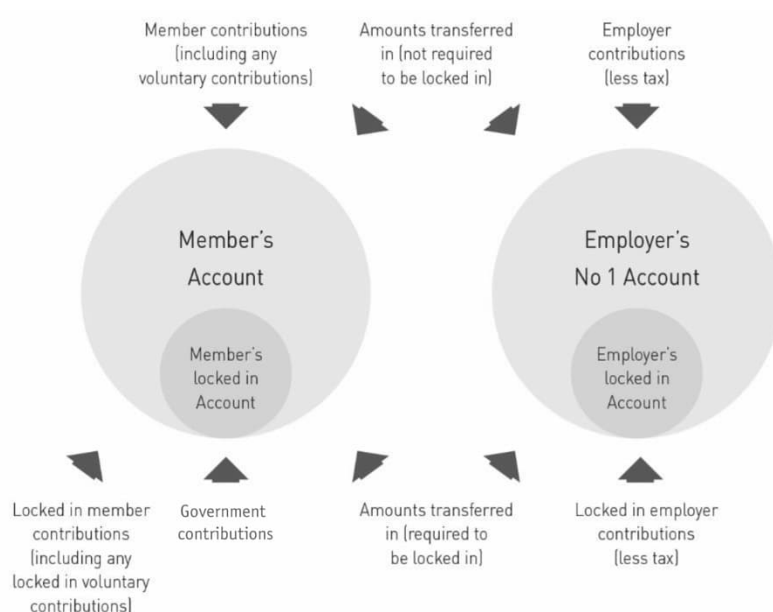 Member contributions
(including any
voluntary contributions)
Amounts transferred
in (not required
to be locked in)
Employer
contributions
(less tax)
Member's
Account
Employer's
No 1 Account
Member's
locked in
Account
Employer's
locked in
Account
Locked in member
contributions
(including any
locked in voluntary
contributions)
Government
contributions
Amounts transferred
in (required to
be locked in)
Locked in employer
contributions
(less tax)